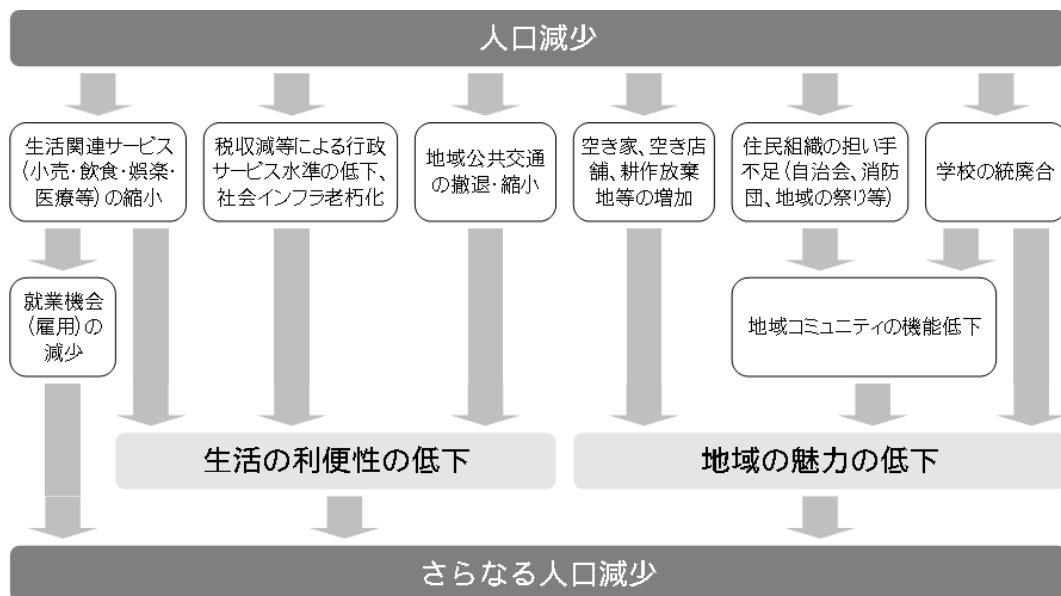 人口減少
生活関連サービス
(小売・飲食・娯楽・
医療等)の縮小
税収減等による行政
サービス水準の低下、
社会インフラ老朽化
地域公共交通
の撤退・縮小
空き家、空き店
舗、耕作放棄
地等の増加
住民組織の担い手
不足(自治会、消防
団、地域の祭り等)
学校の統廃合
就業機会
(雇用)の
減少
地域コミュニティの機能低下
生活の利便性の低下
地域の魅力の低下
さらなる人口減少